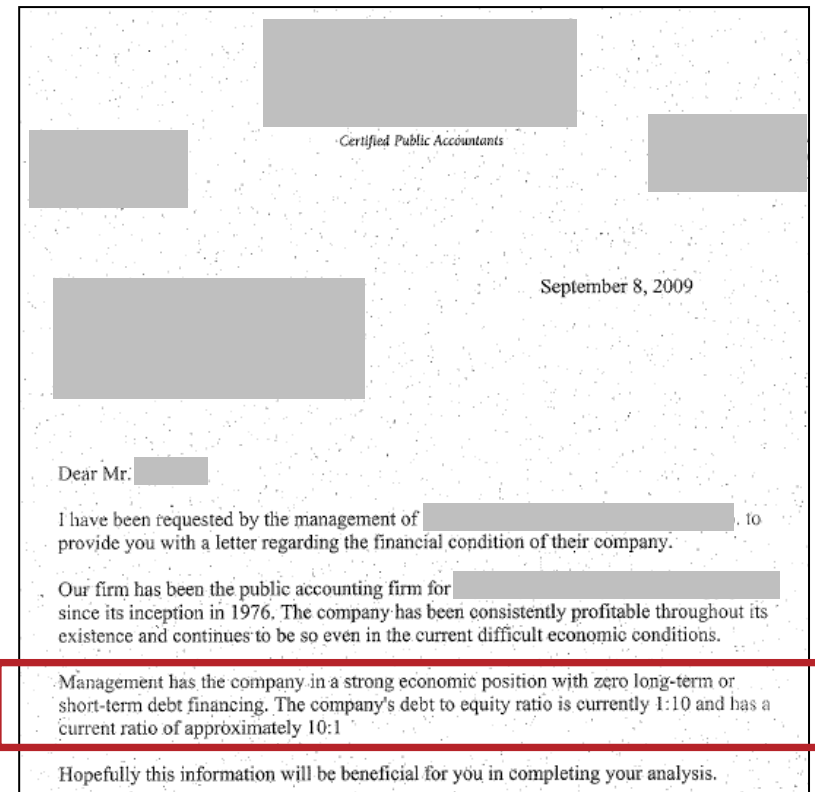 Certified Public Accountants
September 8, 2009
Dear Mr.
I have been requested by the management of . to
provide you with a letter regarding the financial condition of their company.
Our firm has been the public accounting firm for
since its inception in 1976. The company has been consistently profitable throughout its
existence and continues to be so even in the current difficult economic conditions.
Management has the company in a strong economic position with zero long-term or
short-term debt financing. The company's debt to equity ratio is currently 1:10 and has a
current ratio of approximately 10:1
Hopefully this information will be beneficial for you in completing your analysis.